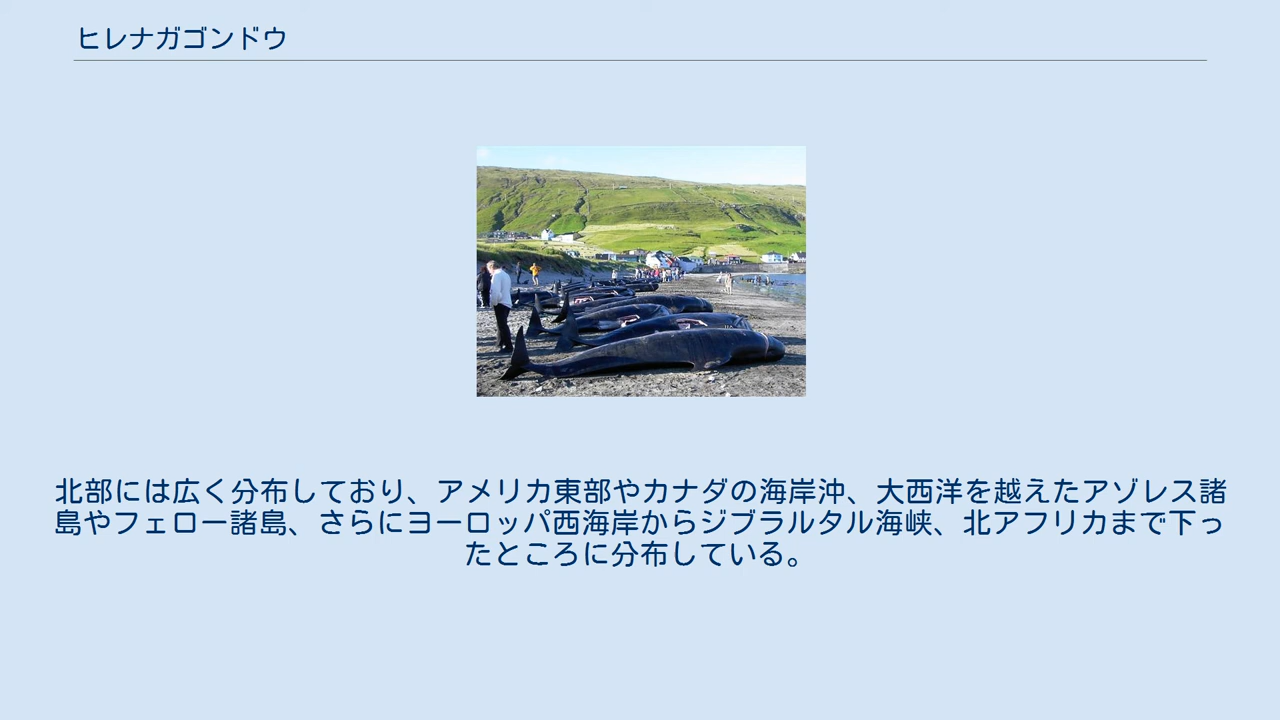 ヒレナガゴンドウ
北部には広く分布しており、アメリカ東部やカナダの海岸沖、大西洋を越えたアゾレス諸
島やフェロー諸島、さらにヨーロッパ西海岸からジブラルタル海峡、北アフリカまで下っ
たところに分布している。